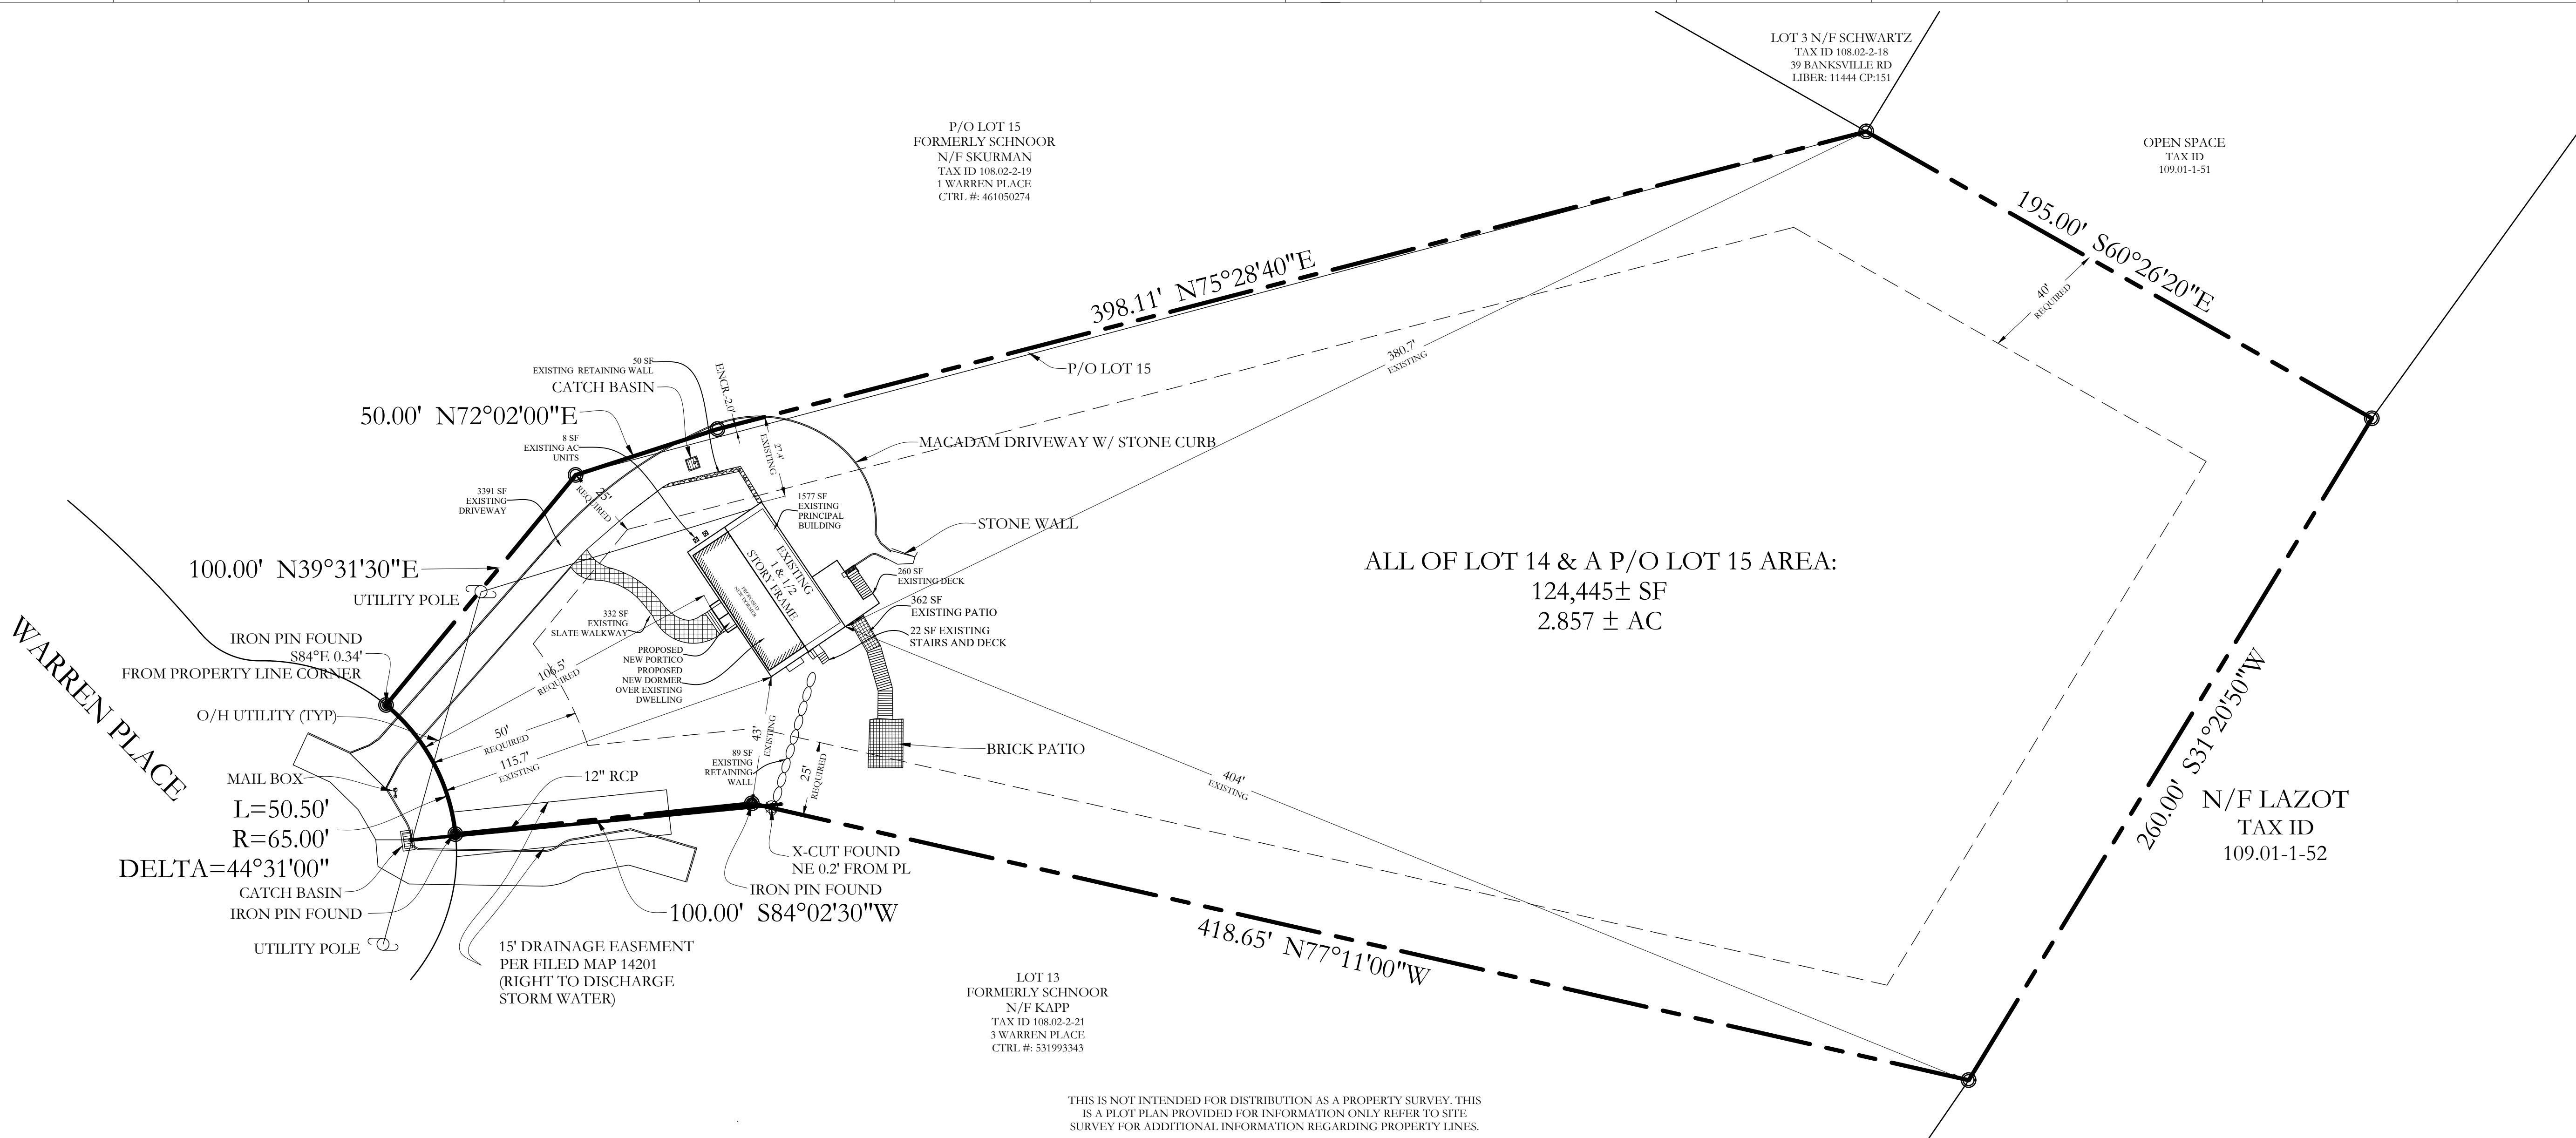 LOT 3 N/F SCHWARTZ
TAX ID 108.02-2-18
39 BANKSVILLE RD
LIBER: 11444 CP:151
P/O LOT 15
FORMERLY SCHNOOR
N/F SKURMAN
TAX ID 108.02-2-19
1 WARREN PLACE
CTRL #: 461050274
OPEN SPACE
TAX ID
109.01-1-51
195.00' S60°26'20"E
40'
REQUIRED
398.11' N75°28'40"E
380.7'
EXISTING
P/O LOT 15
50 SF
EXISTING RETAINING WALL
CATCH BASIN
ENCR.-2.0'
50.00' N72°02'00"E
8 SF
EXISTING AC
UNITS
27.4'
EXISTING
MACADAM DRIVEWAY W/ STONE CURB
3391 SF
EXISTING
DRIVEWAY
25'
REQUIRED
1577 SF
EXISTING
PRINCIPAL
BUILDING
STONE WALL
100.00' N39°31'30"E
UTILITY POLE
EXISTING
1 & 1/2
STORY FRAME
PROPOSED
NEW DORMER
260 SF
EXISTING DECK
362 SF
EXISTING PATIO
22 SF EXISTING
STAIRS AND DECK
332 SF
EXISTING
SLATE WALKWAY
ALL OF LOT 14 & A P/O LOT 15 AREA:
124,445± SF
2.857 ± AC
WARREN PLACE
IRON PIN FOUND
S84°E 0.34'
FROM PROPERTY LINE CORNER
PROPOSED
NEW PORTICO
PROPOSED
NEW DORMER
OVER EXISTING
DWELLING
106.5'
REQUIRED
O/H UTILITY (TYP)
50'
REQUIRED
115.7'
EXISTING
43'
EXISTING
89 SF
EXISTING
RETAINING
WALL
25'
REQUIRED
BRICK PATIO
404'
EXISTING
260.00' S31°20'50"W
N/F LAZOT
TAX ID
109.01-1-52
MAIL BOX
12" RCP
L=50.50'
R=65.00'
DELTA=44°31'00"
CATCH BASIN
IRON PIN FOUND
UTILITY POLE
X-CUT FOUND
NE 0.2' FROM PL
IRON PIN FOUND
100.00' S84°02'30"W
15' DRAINAGE EASEMENT
PER FILED MAP 14201
(RIGHT TO DISCHARGE
STORM WATER)
418.65' N77°11'00"W
LOT 13
FORMERLY SCHNOOR
N/F KAPP
TAX ID 108.02-2-21
3 WARREN PLACE
CTRL #: 531993343
THIS IS NOT INTENDED FOR DISTRIBUTION AS A PROPERTY SURVEY. THIS
IS A PLOT PLAN PROVIDED FOR INFORMATION ONLY REFER TO SITE
SURVEY FOR ADDITIONAL INFORMATION REGARDING PROPERTY LINES.